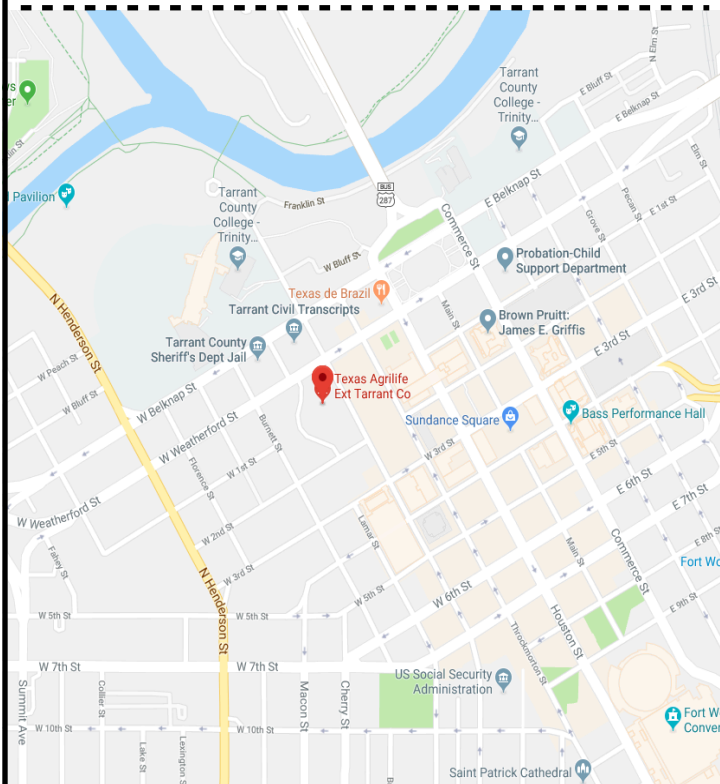 N Elm St
Tarrant
County
College -
Trinity...
E Bluff St
E Belknap St
Elm St
Pavilion
Tarrant
County
College -
Trinity...
Franklin St
BUS
287
Commerce St
E Belknap St
Pecan St
Grove St
E 1st St
W Bluff St
Probation-Child
Support Department
Texas de Brazil
Tarrant Civil Transcripts
Main St
Brown Pruitt:
James E. Griffis
E 3rd St
N Henderson St
Tarrant County
Sheriff's Dept Jail
E 3rd St
W Peach St
W Bluff St
Texas Agrilife
Ext Tarrant Co
W Belknap St
W Weatherford St
Burnett St
Sundance Square
Bass Performance Hall
W 3rd St
E 5th St
Florence St
W 1st St
E 6th St
E 7th St
W Weatherford St
W 2nd St
Lamar St
Main St
Commerce St
E 8th St
Fahey St
W 3rd St
Fort Wo
N Henderson St
W 5th St
W 6th St
E 9th St
W 5th St
W 5th St
Houston St
Throckmorton St
W 7th St
W 7th St
US Social Security
Administration
Summit Ave
Collier St
Macon St
Cherry St
Fort W
Conver
W 10th St
W 10th St
Lake St
Lexington St
Saint Patrick Cathedral